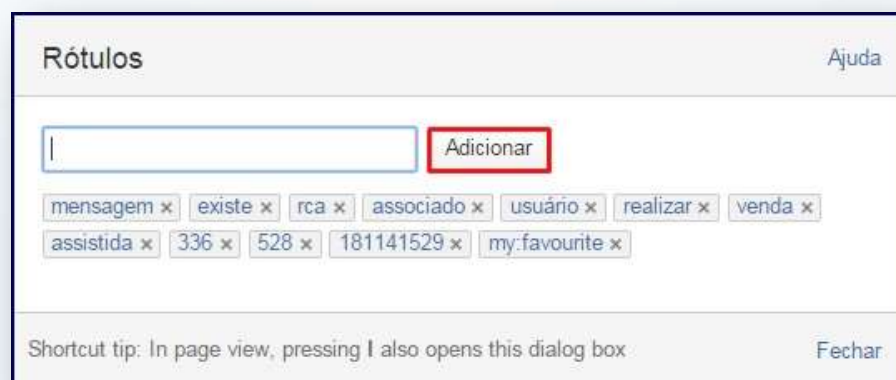 Rótulos Ajuda
Adicionar
mensagem × existe × rca × associado × usuário × realizar × venda ×
assistida × 336 × 528 × 181141529 × my:favourite ×
Shortcut tip: In page view, pressing l also opens this dialog box Fechar